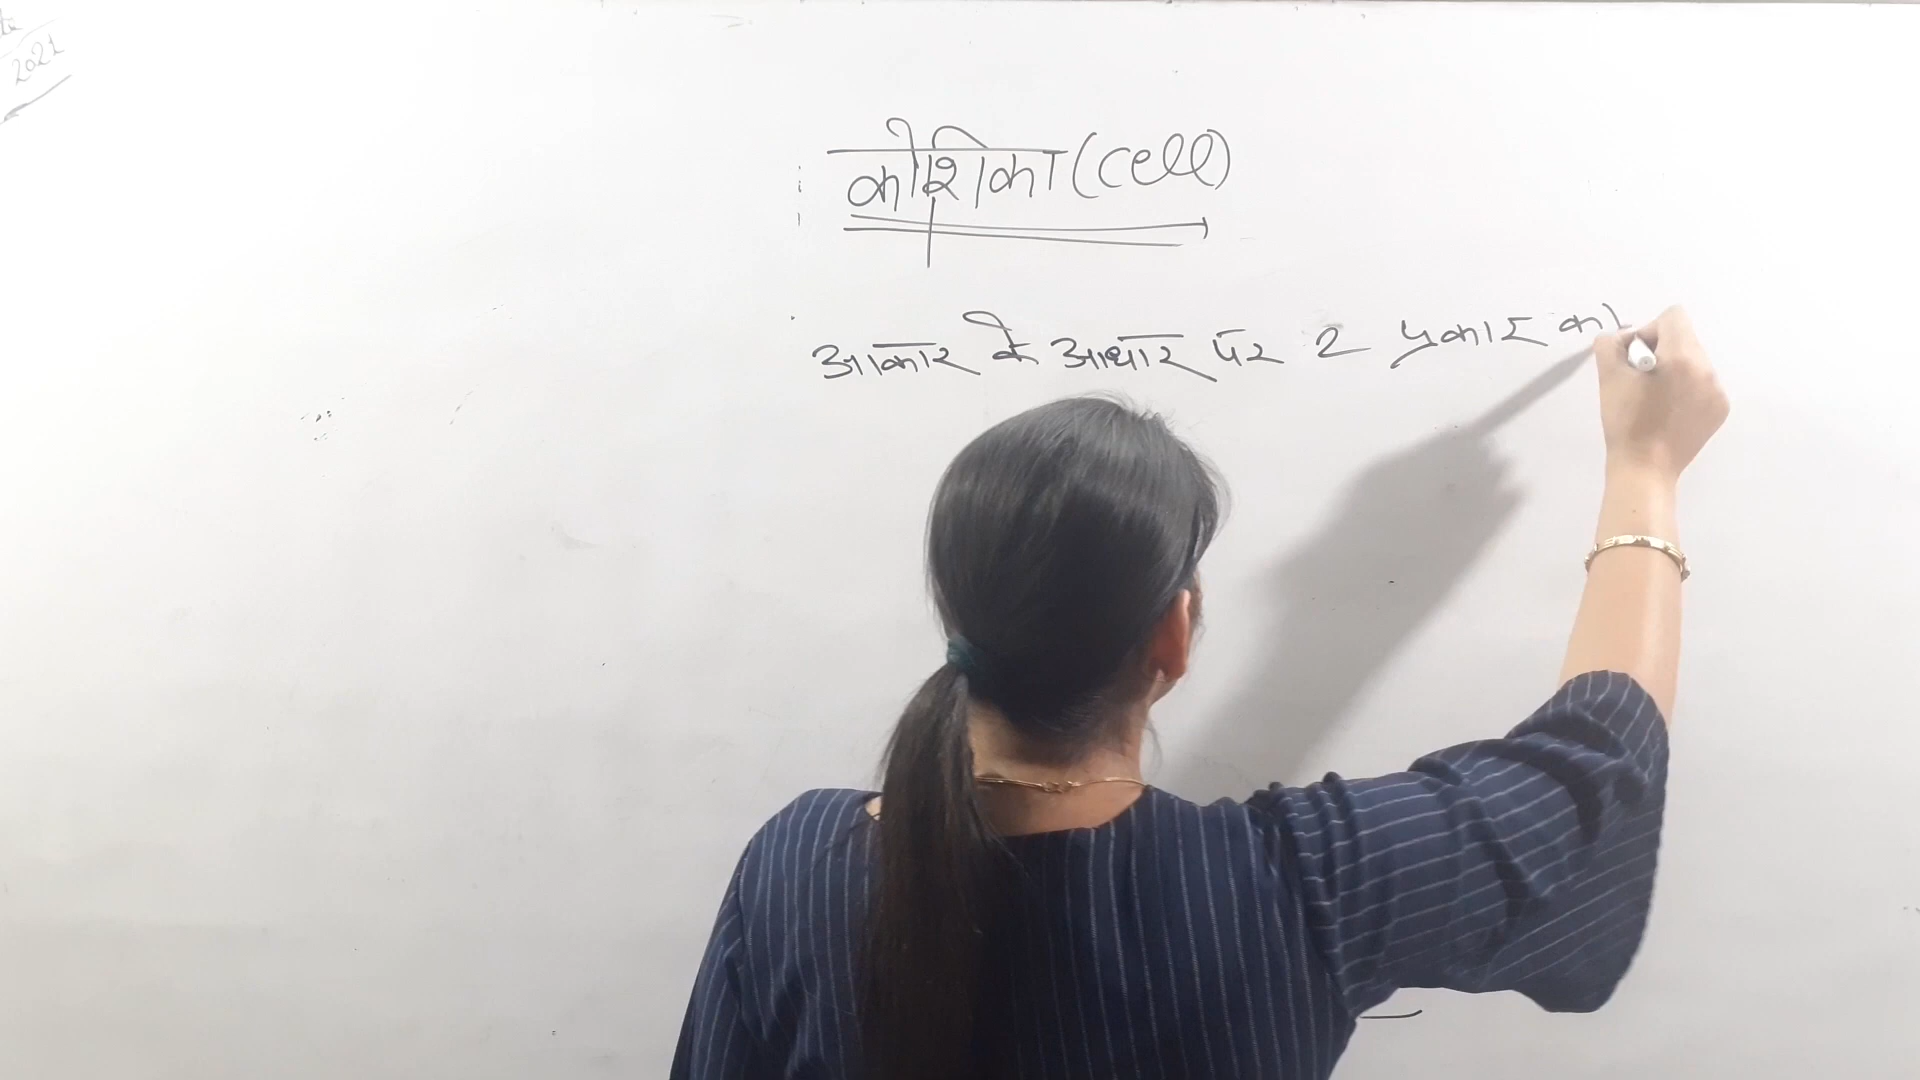 2021
कोशिका (cell)
आकार के आधार पर 2 प्रकार का